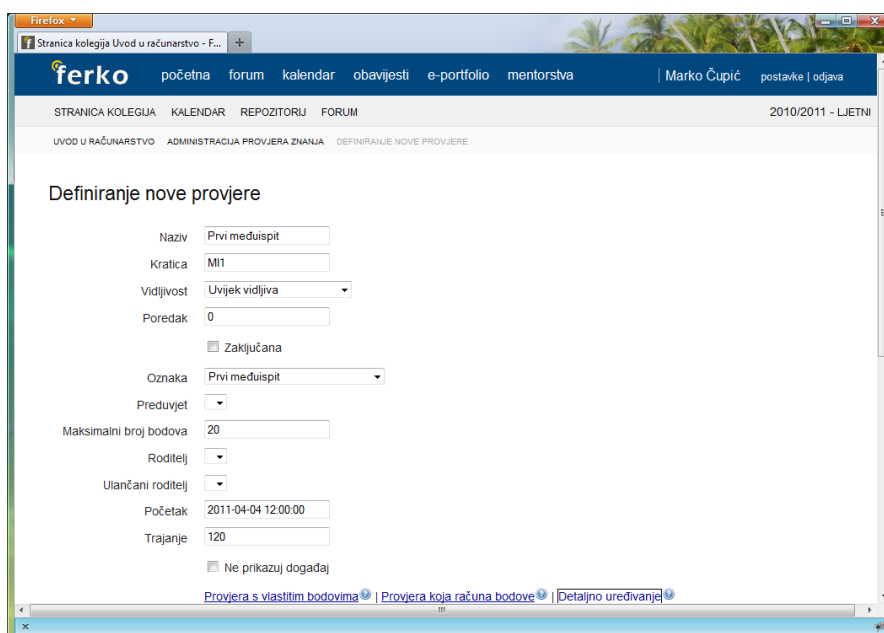 Firefox
Stranica kolegija Uvod u računarstvo - F...
ferko početna forum kalendar obavijesti e-portfolio mentorstva | Marko Čupić postavke | odjava
STRANICA KOLEGIJA KALENDAR REPOZITORIJ FORUM 2010/2011 - LJETNI
UVOD U RAČUNARSTVO ADMINISTRACIJA PROVJERA ZNANJA DEFINIRANJE NOVE PROVJERE
Definiranje nove provjere
Naziv Prvi međuispit
Kratica MI1
Vidljivost Uvijek vidljiva
Poredak 0
Zaključana
Oznaka Prvi međuispit
Preduvjet
Maksimalni broj bodova 20
Roditelj
Ulančani roditelj
Početak 2011-04-04 12:00:00
Trajanje 120
Ne prikazuj događaj
Provjera s vlastitim bodovima | Provjera koja računa bodove | Detaljno uređivanje